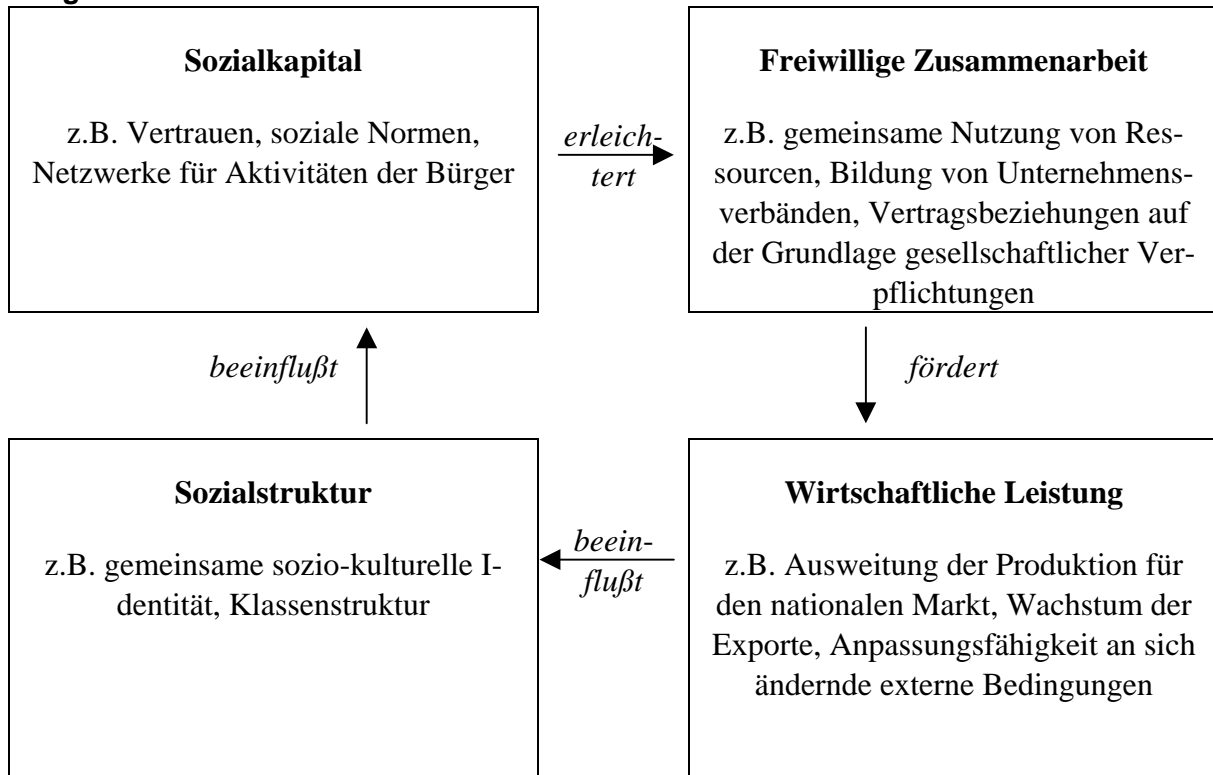 Sozialkapital
z.B. Vertrauen, soziale Normen,
Netzwerke für Aktivitäten der Bürger
erleich-
tert
Freiwillige Zusammenarbeit
z.B. gemeinsame Nutzung von Res-
sourcen, Bildung von Unternehmens-
verbänden, Vertragsbeziehungen auf
der Grundlage gesellschaftlicher Ver-
pflichtungen
beeinflußt
fördert
Sozialstruktur
z.B. gemeinsame sozio-kulturelle I-
dentität, Klassenstruktur
beein-
flußt
Wirtschaftliche Leistung
z.B. Ausweitung der Produktion für
den nationalen Markt, Wachstum der
Exporte, Anpassungsfähigkeit an sich
ändernde externe Bedingungen